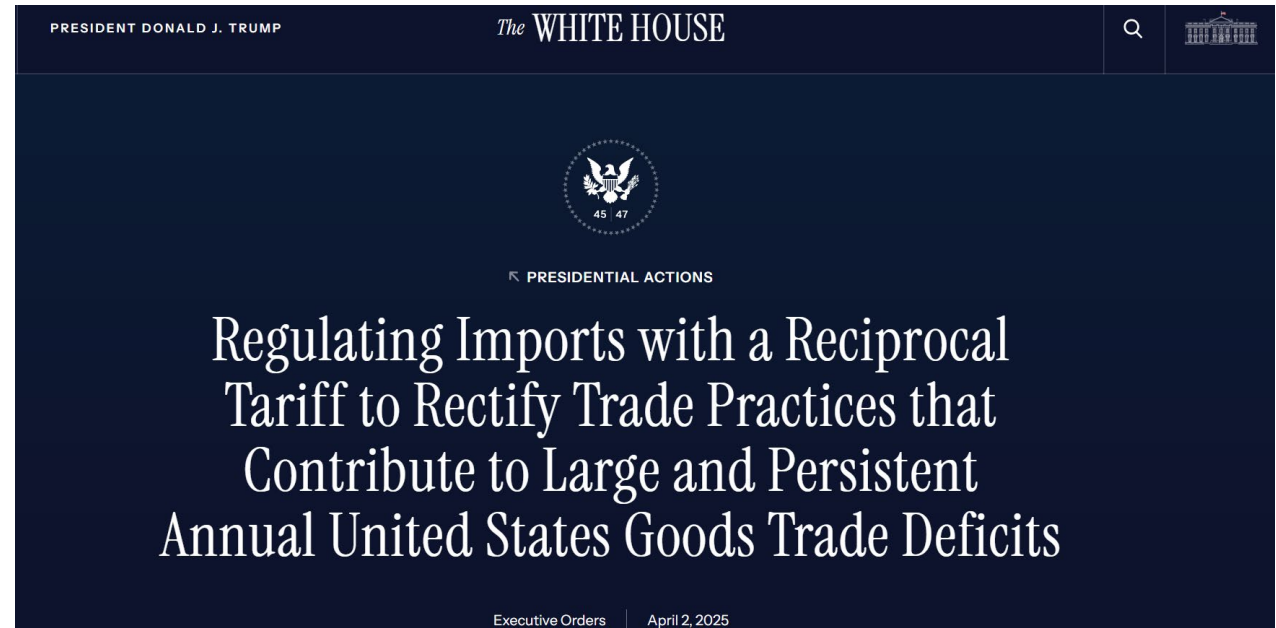 PRESIDENT DONALD J. TRUMP
The WHITE HOUSE
45 47
PRESIDENTIAL ACTIONS
Regulating Imports with a Reciprocal
Tariff to Rectify Trade Practices that
Contribute to Large and Persistent
Annual United States Goods Trade Deficits
Executive Orders
April 2, 2025